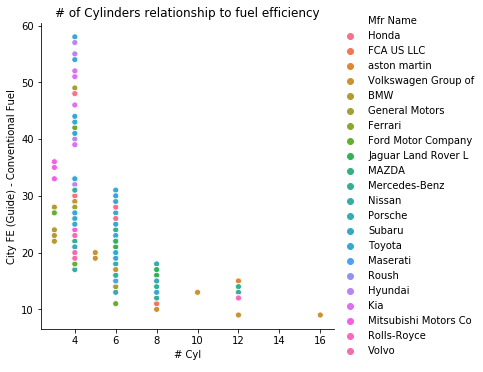 # of Cylinders relationship to fuel efficiency
City FE (Guide) - Conventional Fuel
60
50
40
30
20
10
4
6
8
10
12
14
16
# Cyl
Mfr Name
Honda
FCA US LLC
aston martin
Volkswagen Group of
BMW
General Motors
Ferrari
Ford Motor Company
Jaguar Land Rover L
MAZDA
Mercedes-Benz
Nissan
Porsche
Subaru
Toyota
Maserati
Roush
Hyundai
Kia
Mitsubishi Motors Co
Rolls-Royce
Volvo